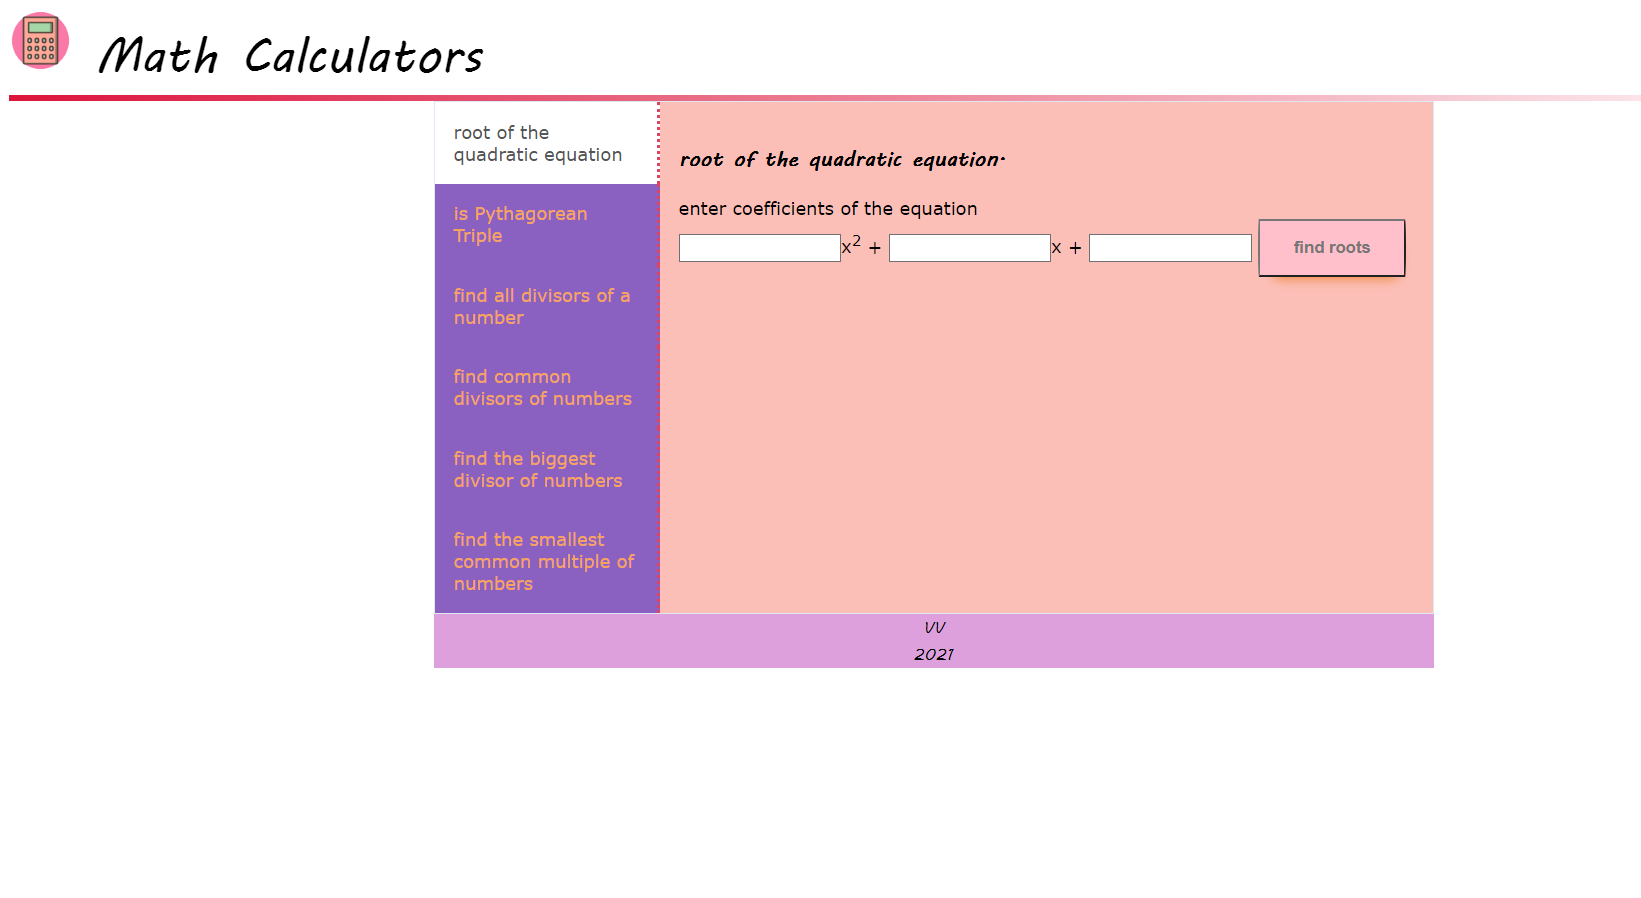 Math Calculators
root of the
quadratic equation
is Pythagorean
Triple
find all divisors of a
number
find common
divisors of numbers
find the biggest
divisor of numbers
find the smallest
common multiple of
numbers
root of the quadratic equation.
enter coefficients of the equation
x² + x + find roots
VV
2021